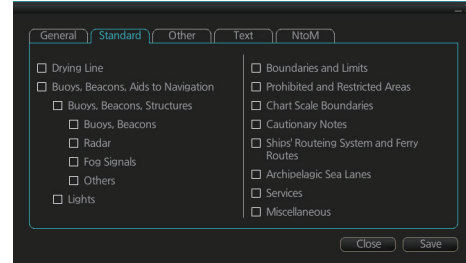 General Standard Other Text NtoM
Drying Line
Buoys, Beacons, Aids to Navigation
Buoys, Beacons, Structures
Buoys, Beacons
Radar
Fog Signals
Others
Lights
Boundaries and Limits
Prohibited and Restricted Areas
Chart Scale Boundaries
Cautionary Notes
Ships' Routeing System and Ferry
Routes
Archipelagic Sea Lanes
Services
Miscellaneous
Close Save